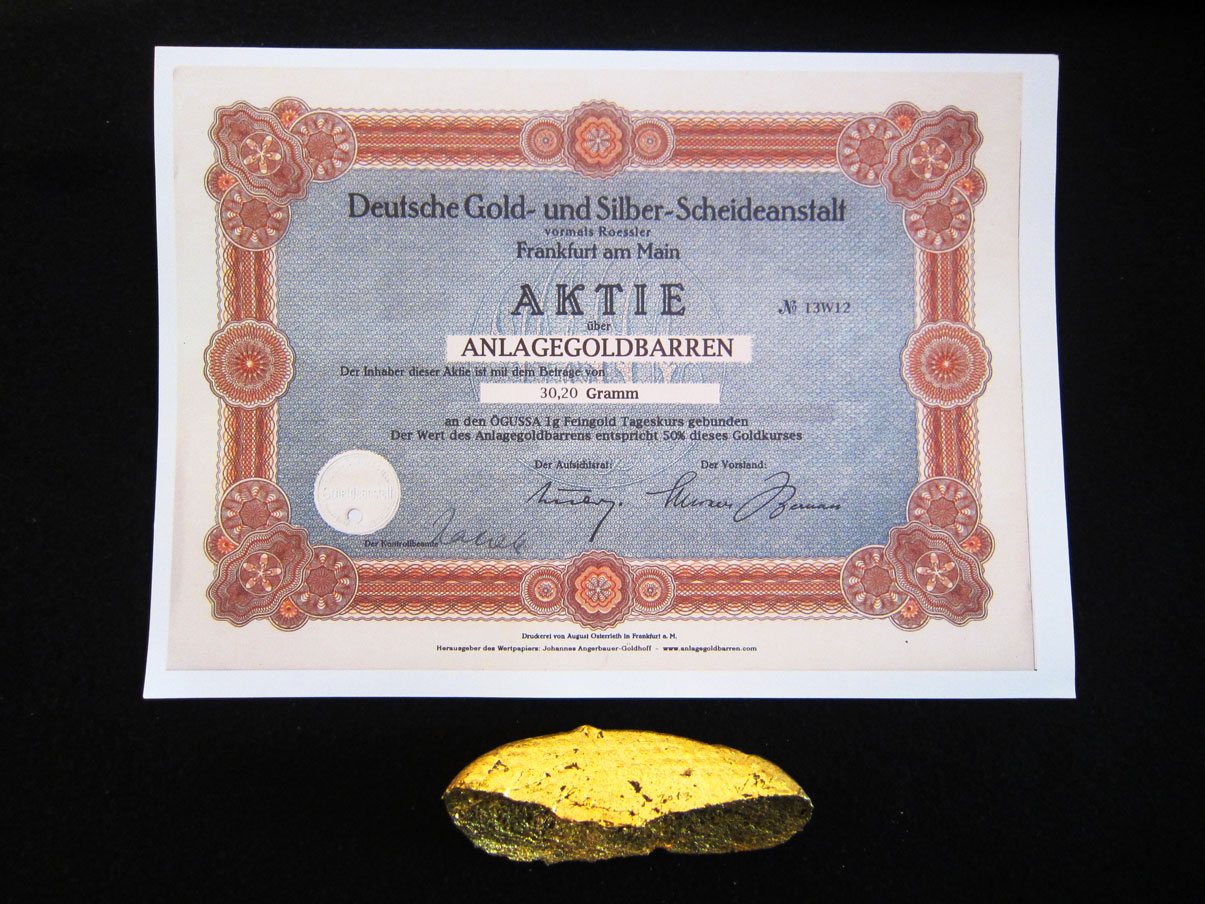 Deutsche Gold- und Silber-Scheideanstalt
vormals Roessler
Frankfurt am Main
AKTIE
№ 13W12
über
ANLAGEGOLDBARREN
Der Inhaber dieser Aktie ist mit dem Betrage von
30,20 Gramm
an den ÖGUSSA 1g Feingold Tageskurs gebunden
Der Wert des Anlagegoldbarrens entspricht 50% dieses Goldkurses
Der Aufsichtsrat: Der Vorstand:
Scheideanstalt
Der Kontrollbeamte
Druckerei von August Osterrieth in Frankfurt a. M.
Herausgeber des Wertpapiers: Johannes Angerbauer-Goldhoff - www.anlagegoldbarren.com